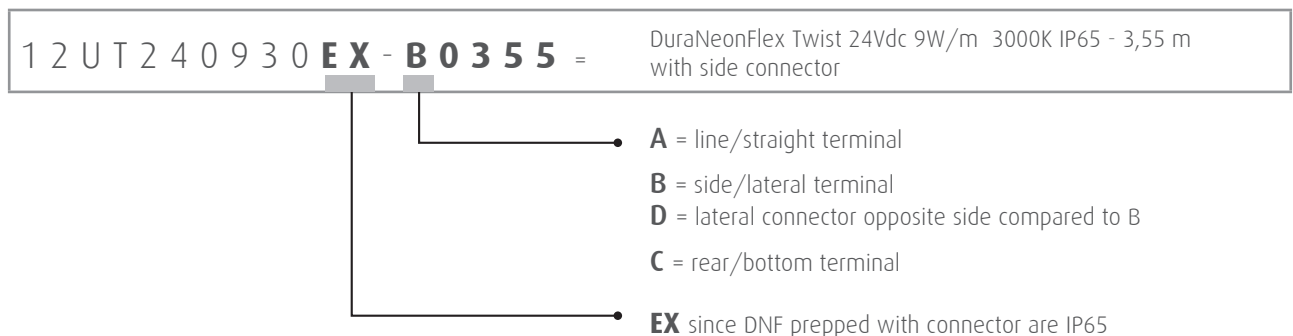 12UT240930EX-B0355 =
DuraNeonFlex Twist 24Vdc 9W/m 3000K IP65 - 3,55 m
with side connector
A = line/straight terminal
B = side/lateral terminal
D = lateral connector opposite side compared to B
C = rear/bottom terminal
EX since DNF prepped with connector are IP65